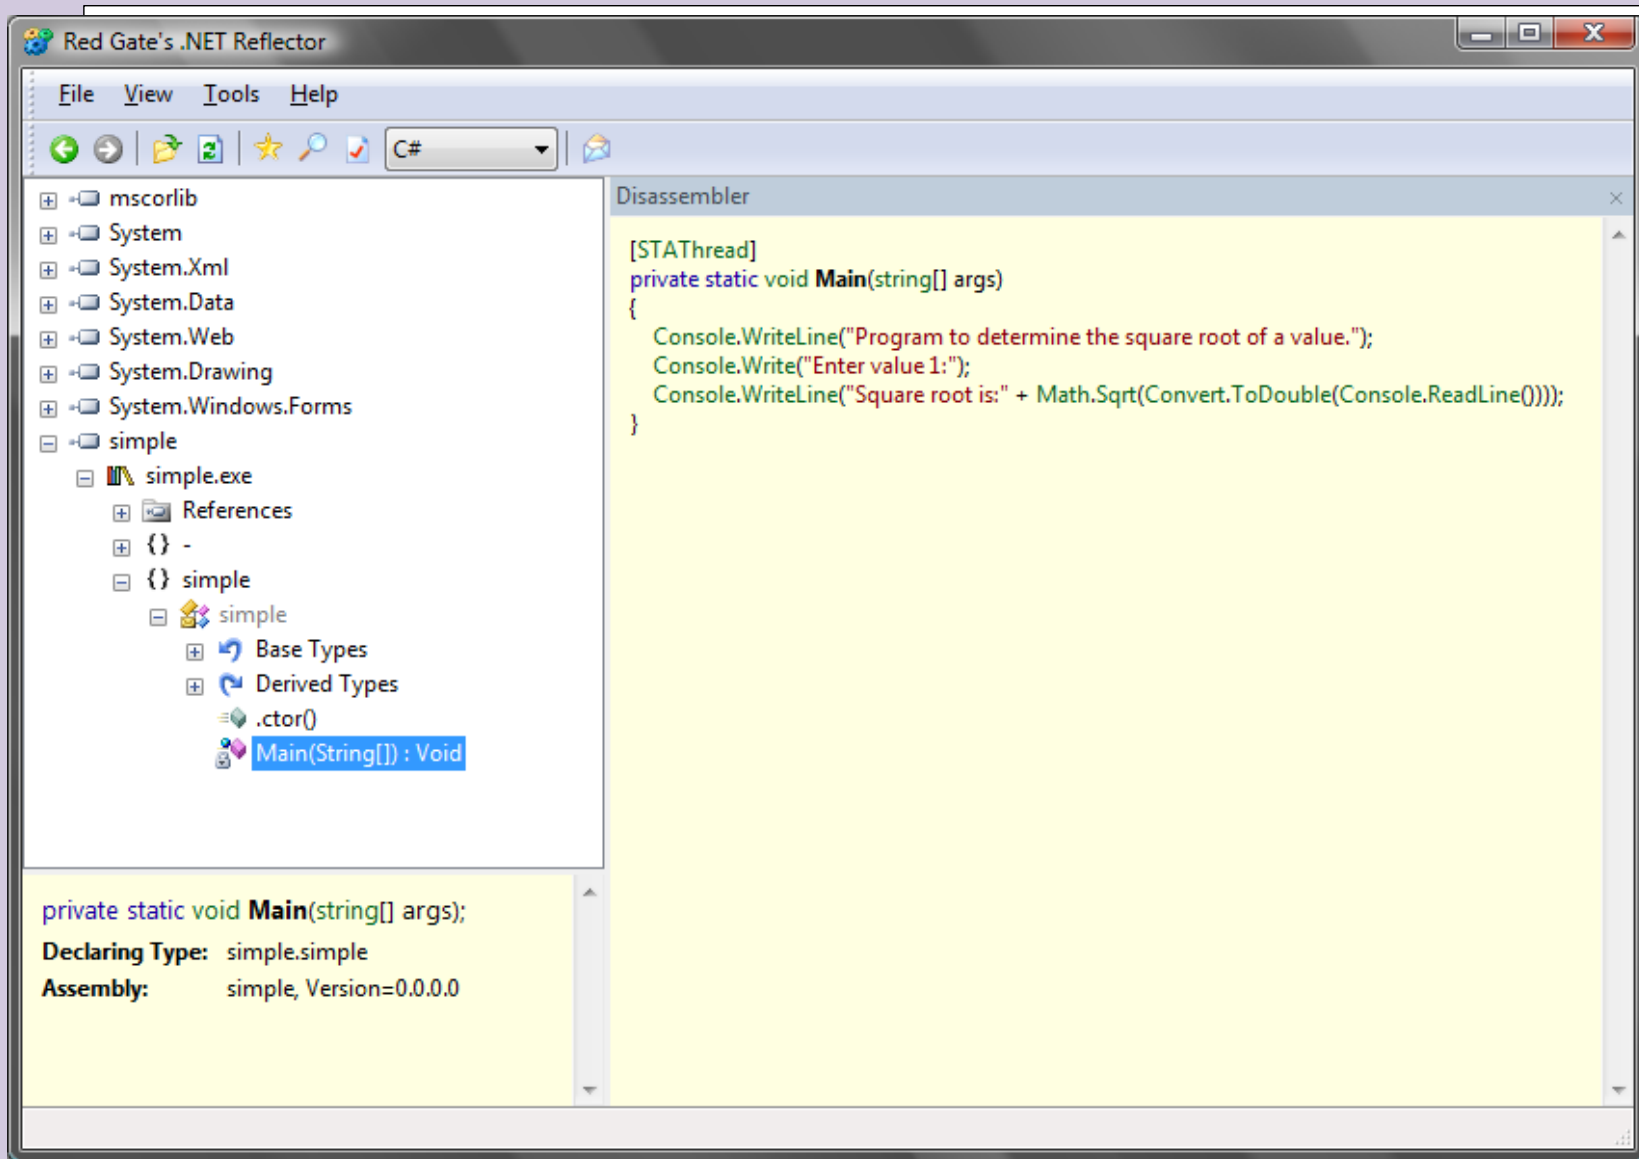 Red Gate's .NET Reflector
File View Tools Help
C#
mscorlib
System
System.Xml
System.Data
System.Web
System.Drawing
System.Windows.Forms
simple
simple.exe
References
{} -
{} simple
simple
Base Types
Derived Types
.ctor()
Main(String[]) : Void
private static void Main(string[] args);
Declaring Type: simple.simple
Assembly: simple, Version=0.0.0.0
Disassembler
[STAThread]
private static void Main(string[] args)
{
Console.WriteLine("Program to determine the square root of a value.");
Console.Write("Enter value 1:");
Console.WriteLine("Square root is:" + Math.Sqrt(Convert.ToDouble(Console.ReadLine())));
}